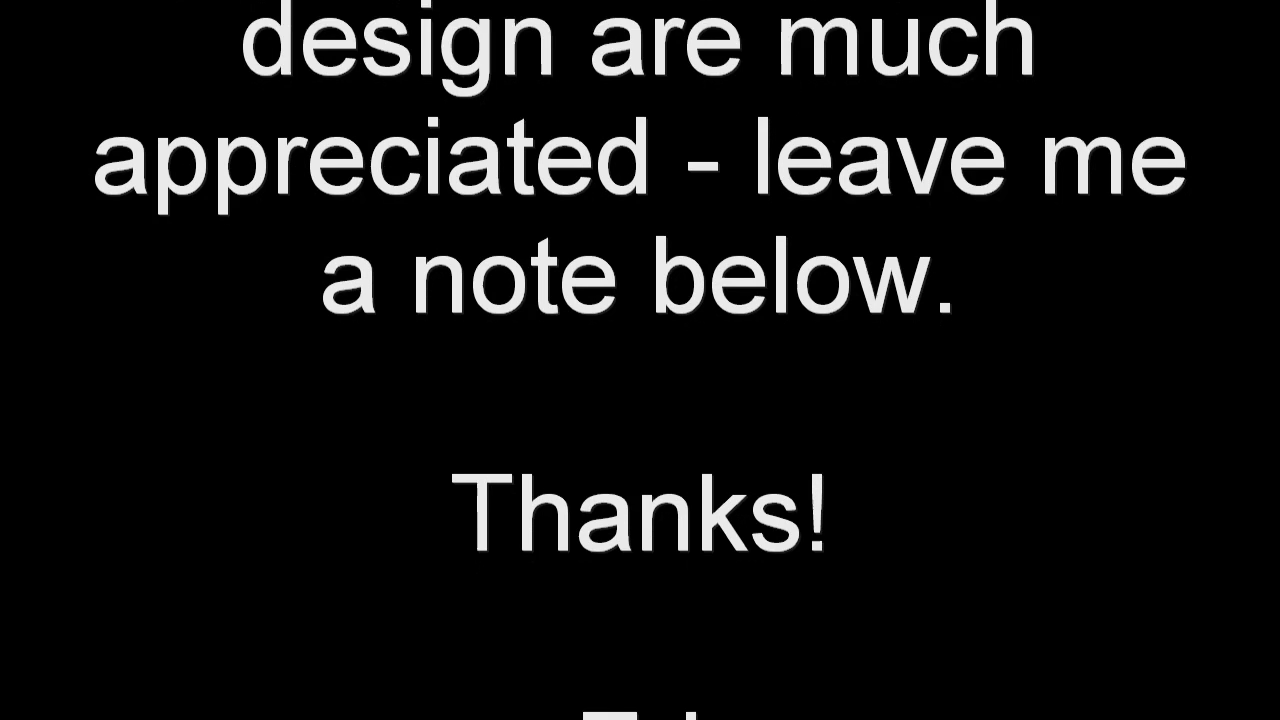 design are much
appreciated - leave me
a note below.
Thanks!